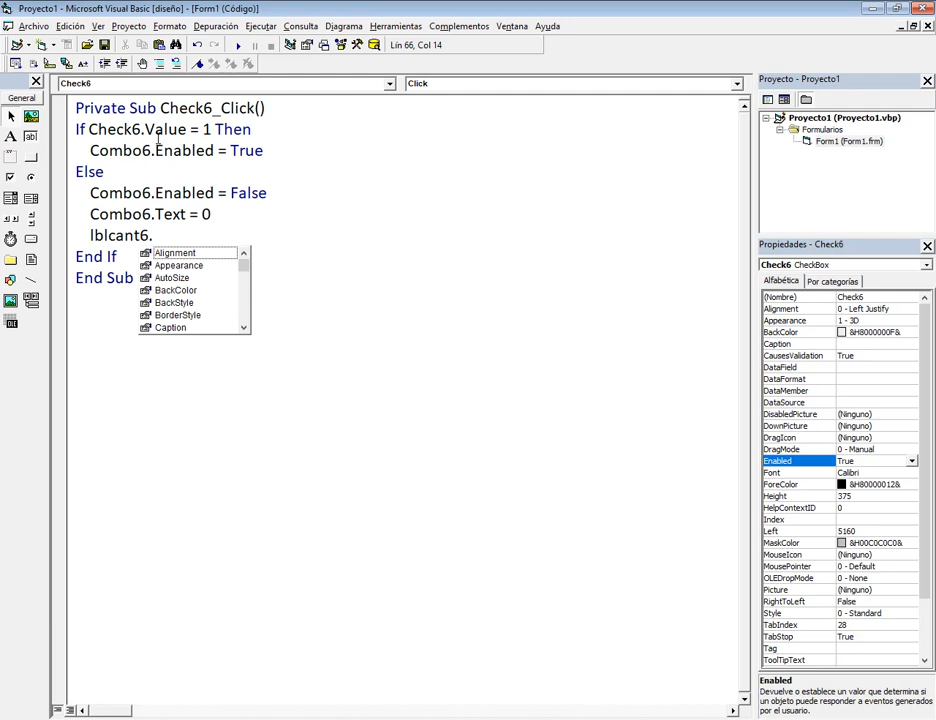 Proyecto1 - Microsoft Visual Basic [diseño] - [Form1 (Código)]
Archivo Edición Ver Proyecto Formato Depuración Ejecutar Consulta Diagrama Herramientas Complementos Ventana Ayuda
Lín 66, Col 14
General
Check6
Click
Private Sub Check6_Click()
If Check6.Value = 1 Then
Combo6.Enabled = True
Else
Combo6.Enabled = False
Combo6.Text = 0
lblcant6.
End If
End Sub
Alignment
Appearance
AutoSize
BackColor
BackStyle
BorderStyle
Caption
Proyecto - Proyecto1
Proyecto1 (Proyecto1.vbp)
Formularios
Form1 (Form1.frm)
Propiedades - Check6
Check6 CheckBox
Alfabética Por categorías
(Nombre) Check6
Alignment 0 - Left Justify
Appearance 1 - 3D
BackColor &H8000000F&
Caption
CausesValidation True
DataField
DataFormat
DataMember
DataSource
DisabledPicture (Ninguno)
DownPicture (Ninguno)
DragIcon (Ninguno)
DragMode 0 - Manual
Enabled True
Font Calibri
ForeColor &H80000012&
Height 375
HelpContextID 0
Index
Left 5160
MaskColor &H00C0C0C0&
MouseIcon (Ninguno)
MousePointer 0 - Default
OLEDropMode 0 - None
Picture (Ninguno)
RightToLeft False
Style 0 - Standard
TabIndex 28
TabStop True
Tag
ToolTipText
Enabled
Devuelve o establece un valor que determina si
un objeto puede responder a eventos generados
por el usuario.